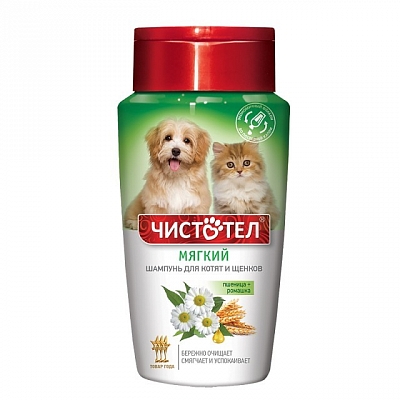 ЧИСТОТЕЛ®
МЯГКИЙ
ШАМПУНЬ ДЛЯ КОТЯТ И ЩЕНКОВ
пшеница +
ромашка
БЕРЕЖНО ОЧИЩАЕТ
СМЯГЧАЕТ И УСПОКАИВАЕТ
ТОВАР ГОДА